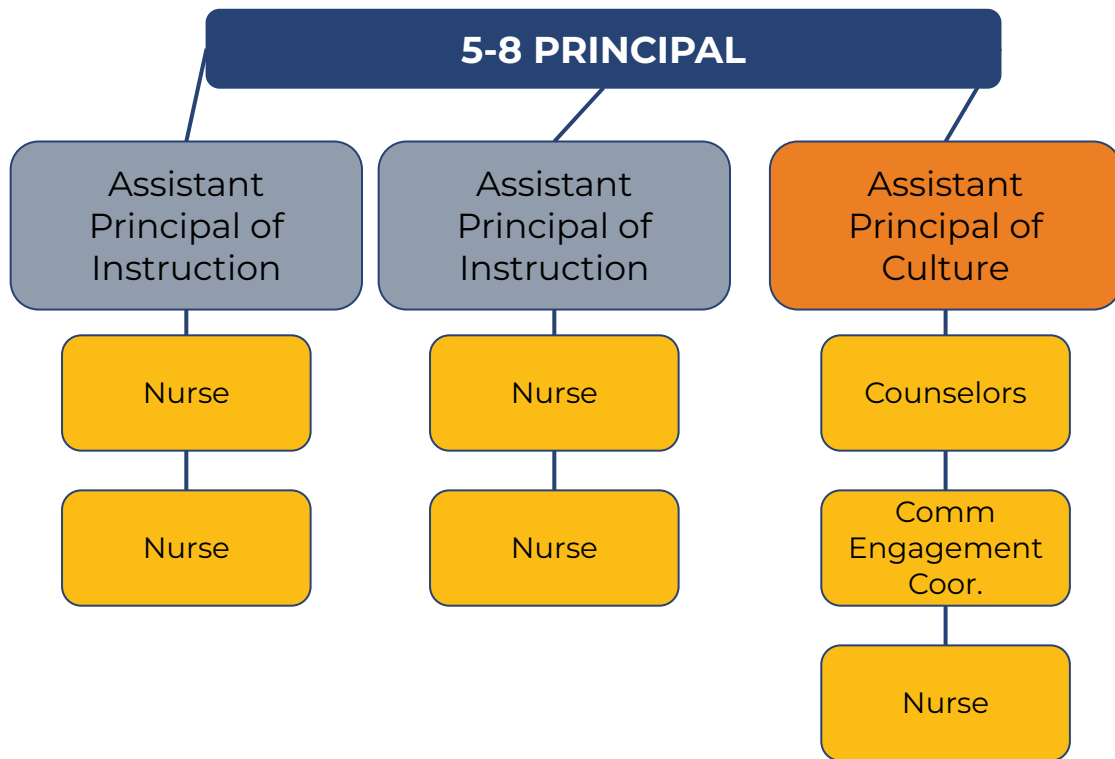 5-8 PRINCIPAL
Assistant
Principal of
Instruction
Assistant
Principal of
Instruction
Assistant
Principal of
Culture
Nurse
Nurse
Counselors
Nurse
Nurse
Comm
Engagement
Coor.
Nurse